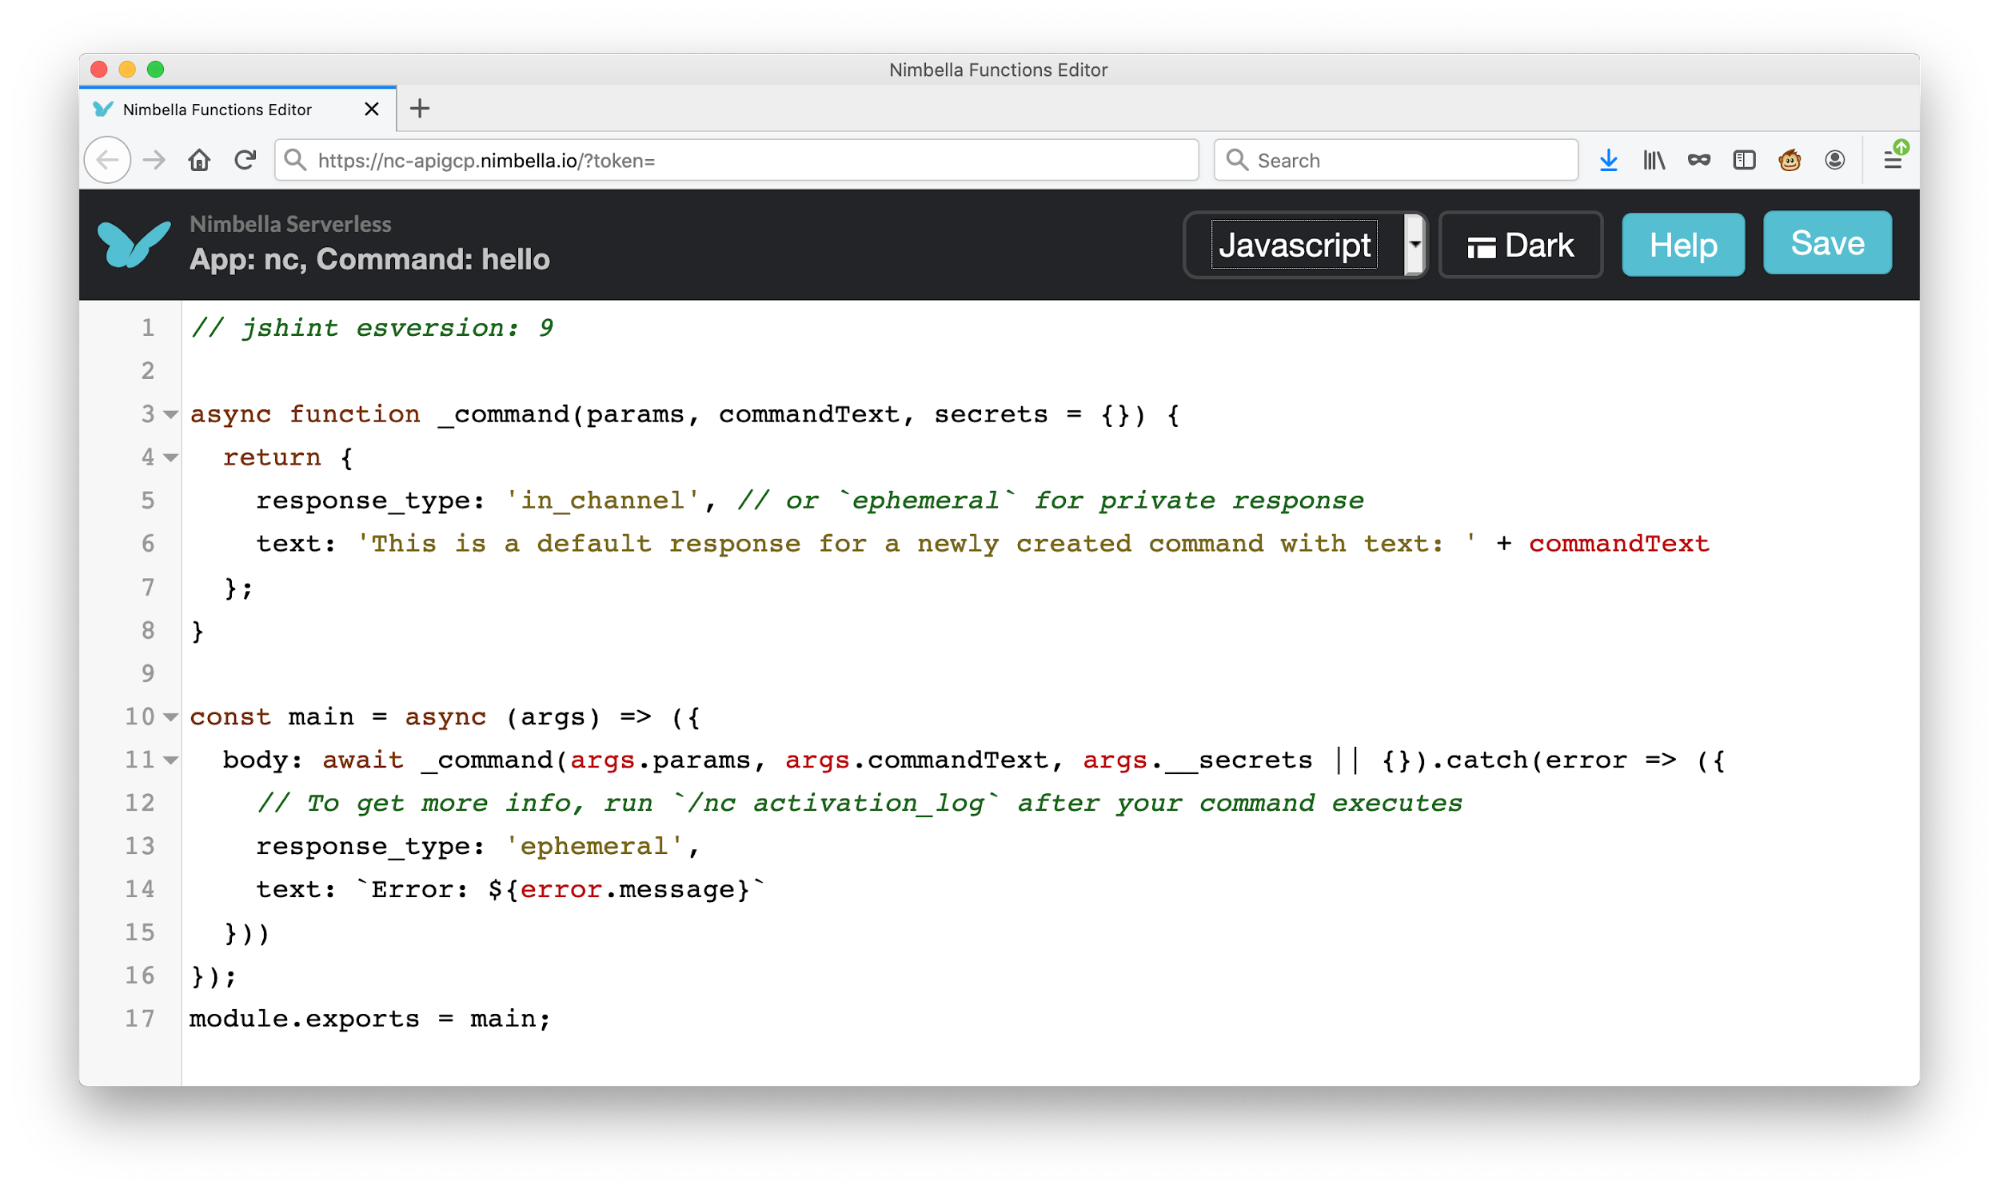 Nimbella Functions Editor
Nimbella Functions Editor
https://nc-apigcp.nimbella.io/?token=
Search
Nimbella Serverless
App: nc, Command: hello
Javascript
Dark
Help
Save
1 // jshint esversion: 9
2
3 async function _command(params, commandText, secrets = {}) {
4   return {
5     response_type: 'in_channel', // or `ephemeral` for private response
6     text: 'This is a default response for a newly created command with text: ' + commandText
7   };
8 }
9
10 const main = async (args) => ({
11   body: await _command(args.params, args.commandText, args.__secrets || {}).catch(error => ({
12     // To get more info, run `/nc activation_log` after your command executes
13     response_type: 'ephemeral',
14     text: `Error: ${error.message}`
15   }))
16 });
17 module.exports = main;